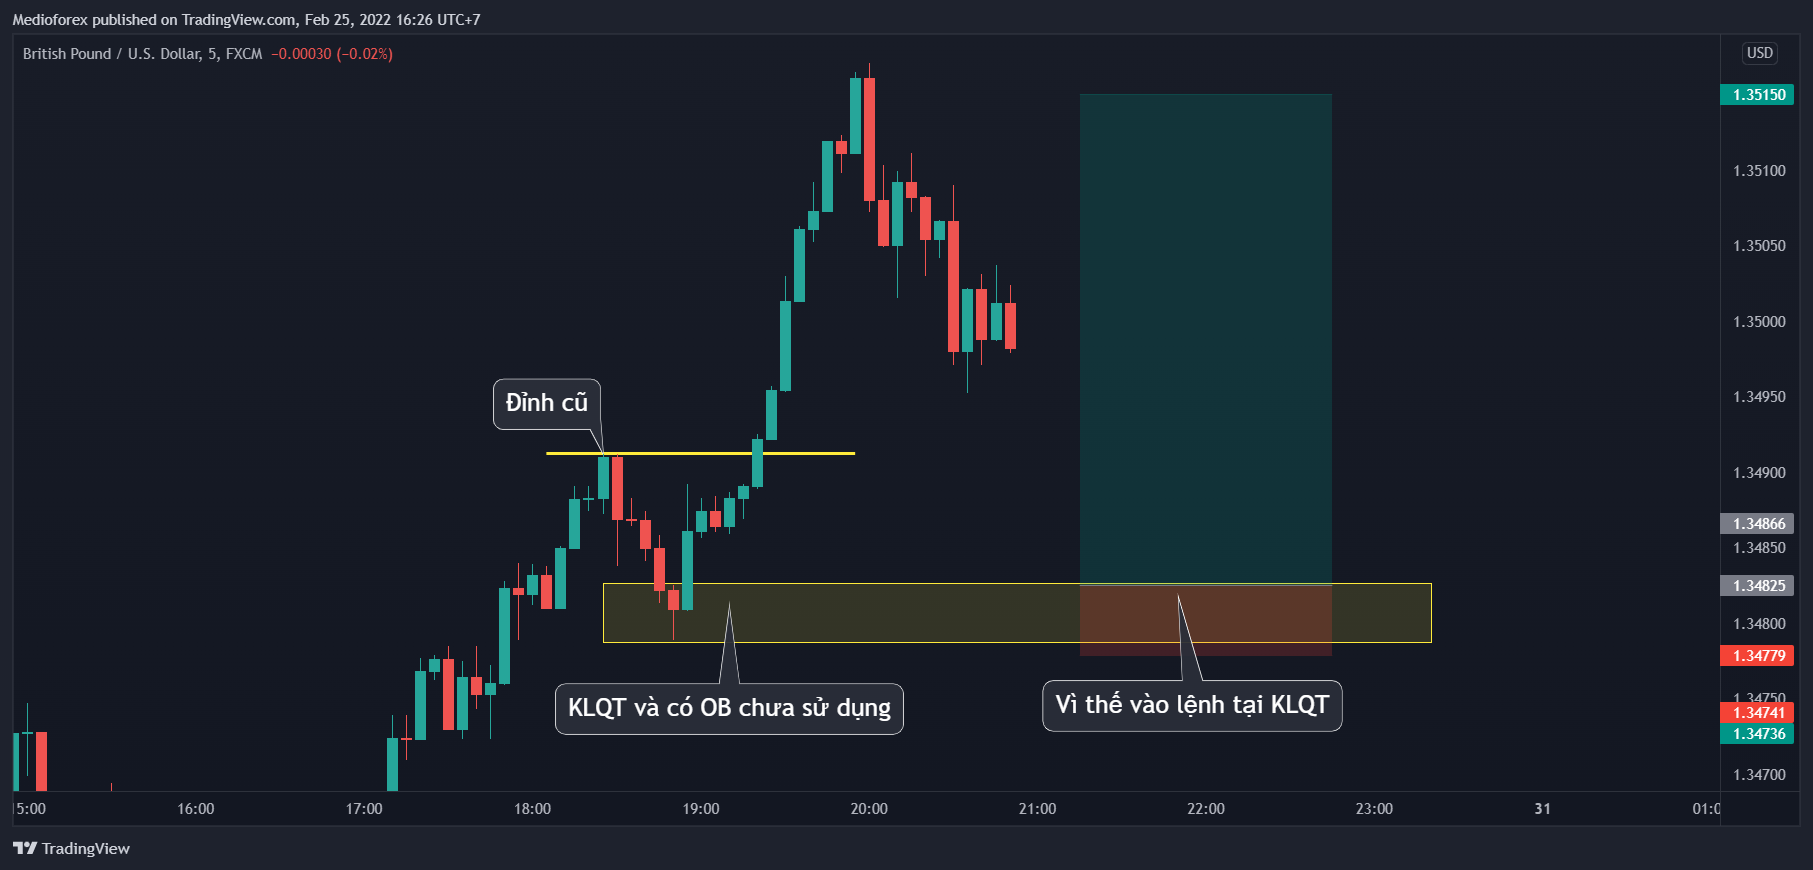 Medioforex published on TradingView.com, Feb 25, 2022 16:26 UTC+7
British Pound / U.S. Dollar, 5, FXCM −0.00030 (−0.02%)
USD
1.35150
1.35100
1.35050
1.35000
1.34950
Đỉnh cũ
1.34900
1.34866
1.34850
1.34825
1.34800
1.34779
KLQT và có OB chưa sử dụng
Vì thế vào lệnh tại KLQT
1.34750
1.34741
1.34736
1.34700
15:00 16:00 17:00 18:00 19:00 20:00 21:00 22:00 23:00 31 01:0
TradingView